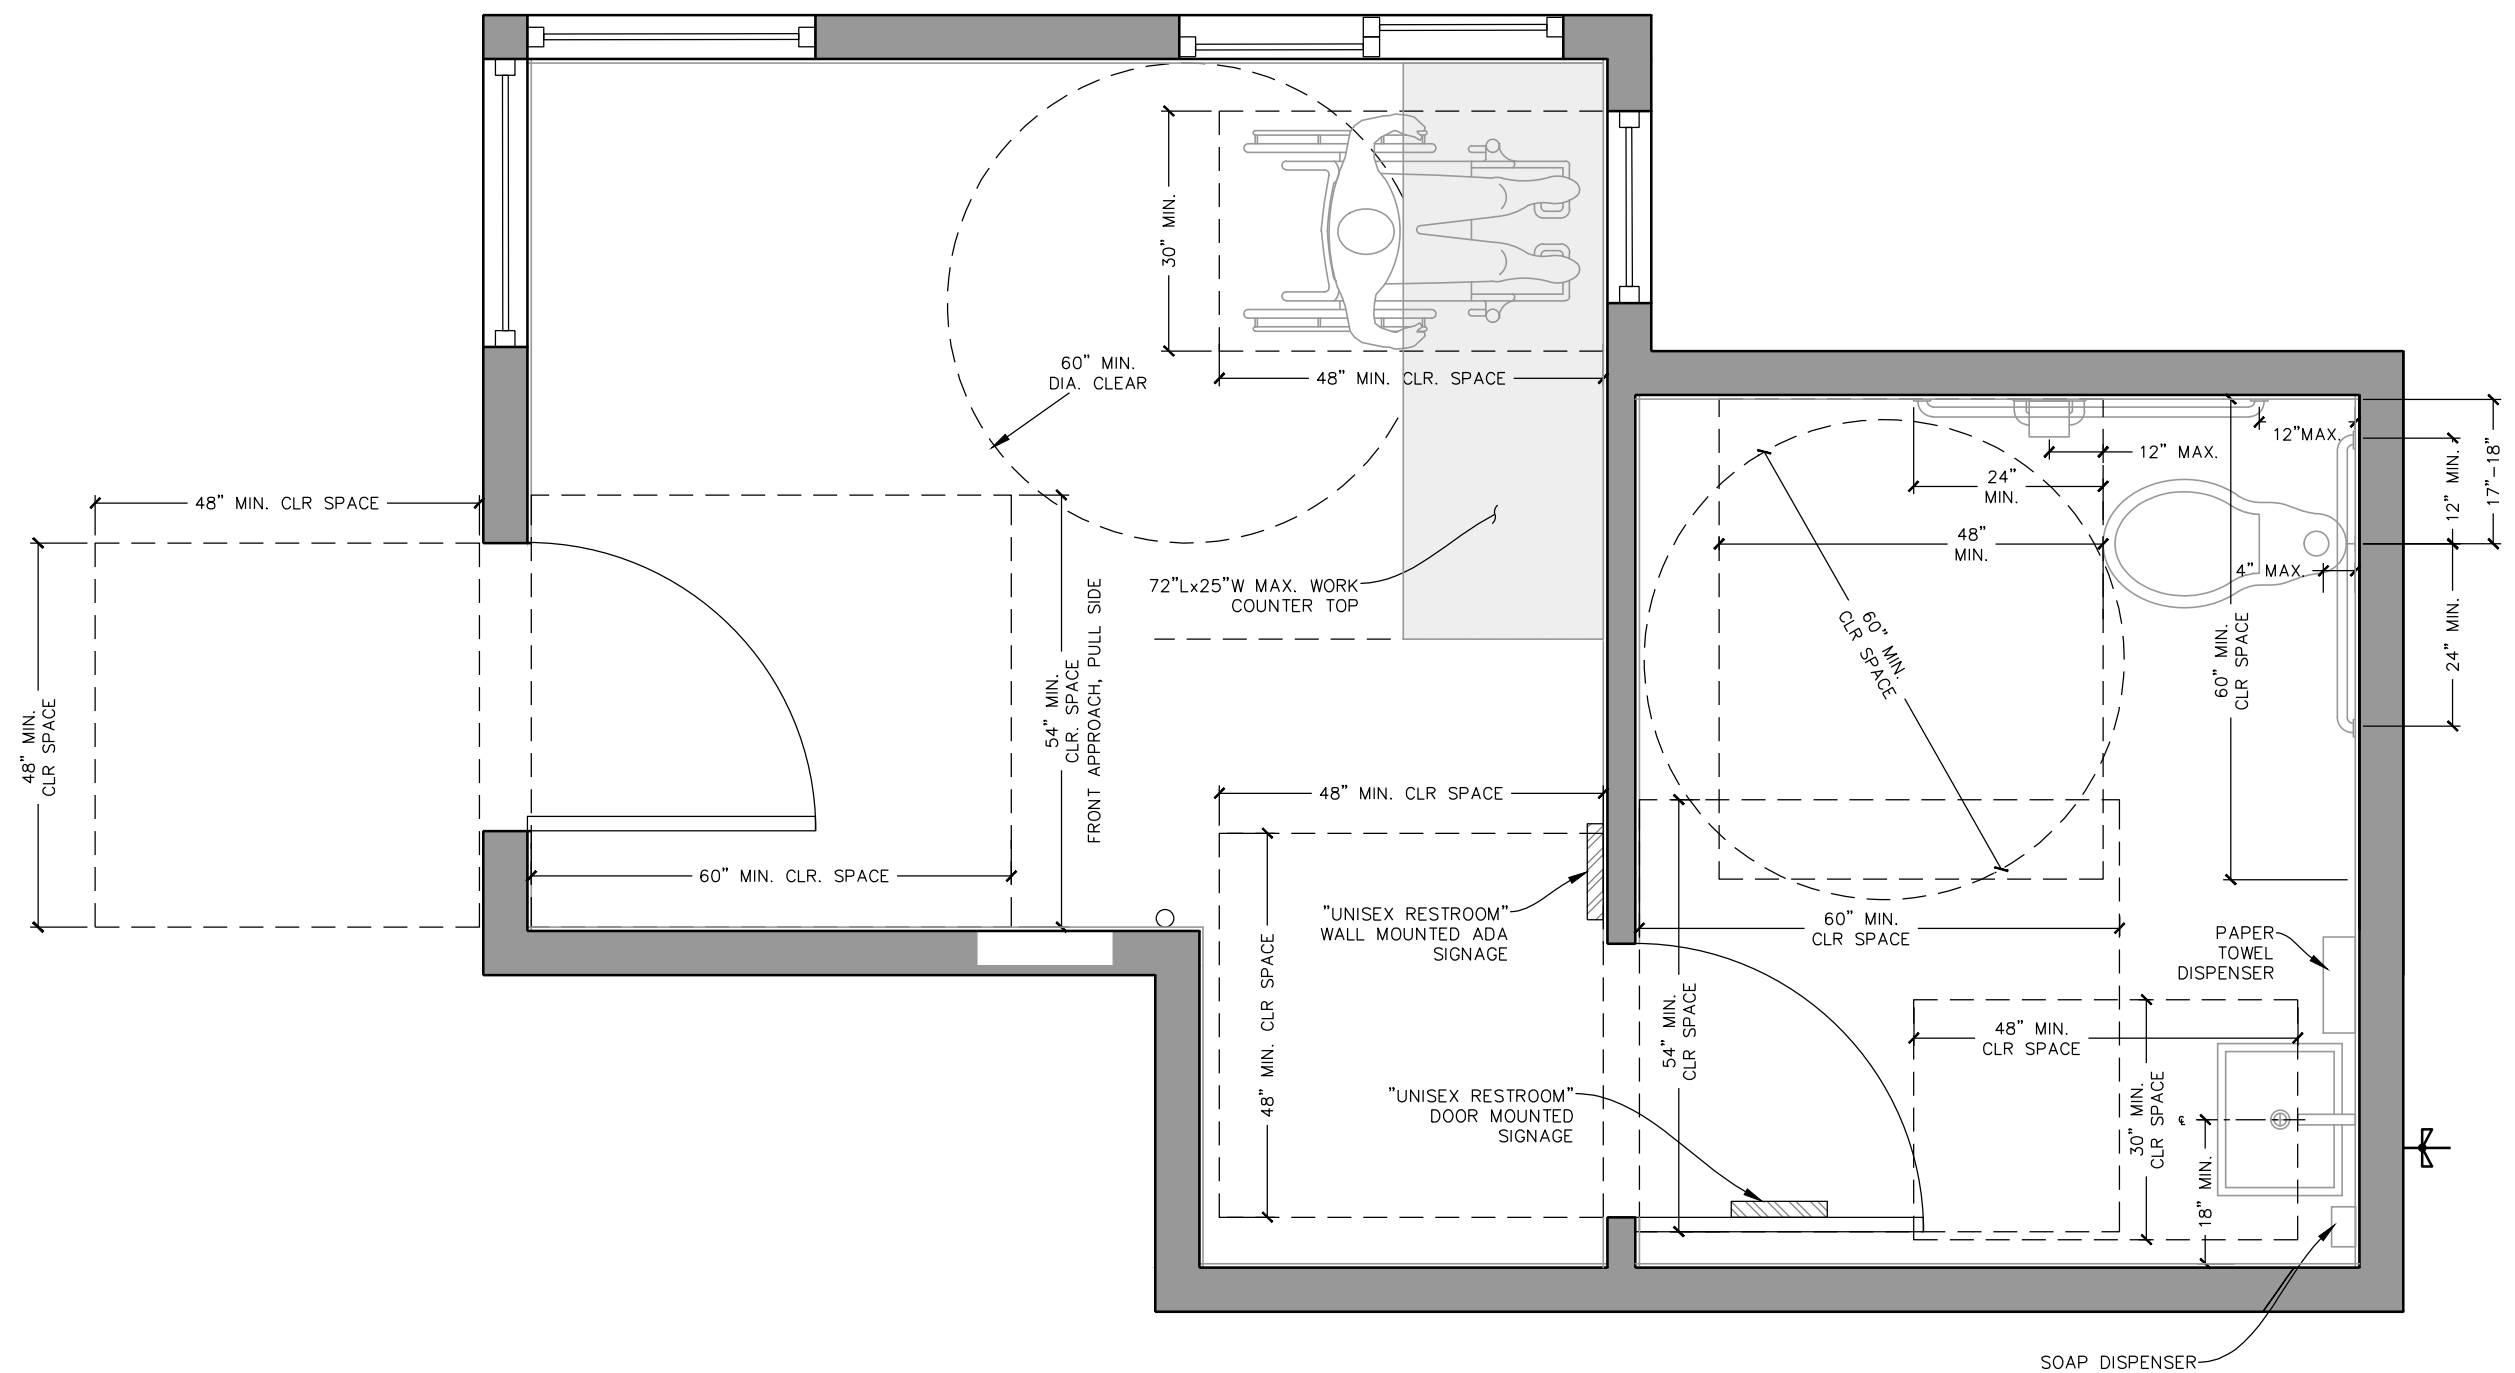 30” MIN.
60” MIN.
DIA. CLEAR
48” MIN. CLR. SPACE
48” MIN. CLR SPACE
48” MIN.
CLR SPACE
72”Lx25”W MAX. WORK
COUNTER TOP
54” MIN.
CLR. SPACE
FRONT APPROACH, PULL SIDE
60” MIN. CLR. SPACE
48” MIN. CLR SPACE
48” MIN. CLR SPACE
”UNISEX RESTROOM”
WALL MOUNTED ADA
SIGNAGE
”UNISEX RESTROOM”
DOOR MOUNTED
SIGNAGE
12”MAX.
12” MAX.
24”
MIN.
48”
MIN.
4” MAX.
17”-18”
12” MIN.
24” MIN.
60” MIN.
CLR SPACE
60” MIN.
CLR SPACE
60” MIN.
CLR SPACE
54” MIN.
CLR SPACE
PAPER
TOWEL
DISPENSER
48” MIN.
CLR SPACE
30” MIN.
CLR SPACE
℄
18” MIN.
SOAP DISPENSER